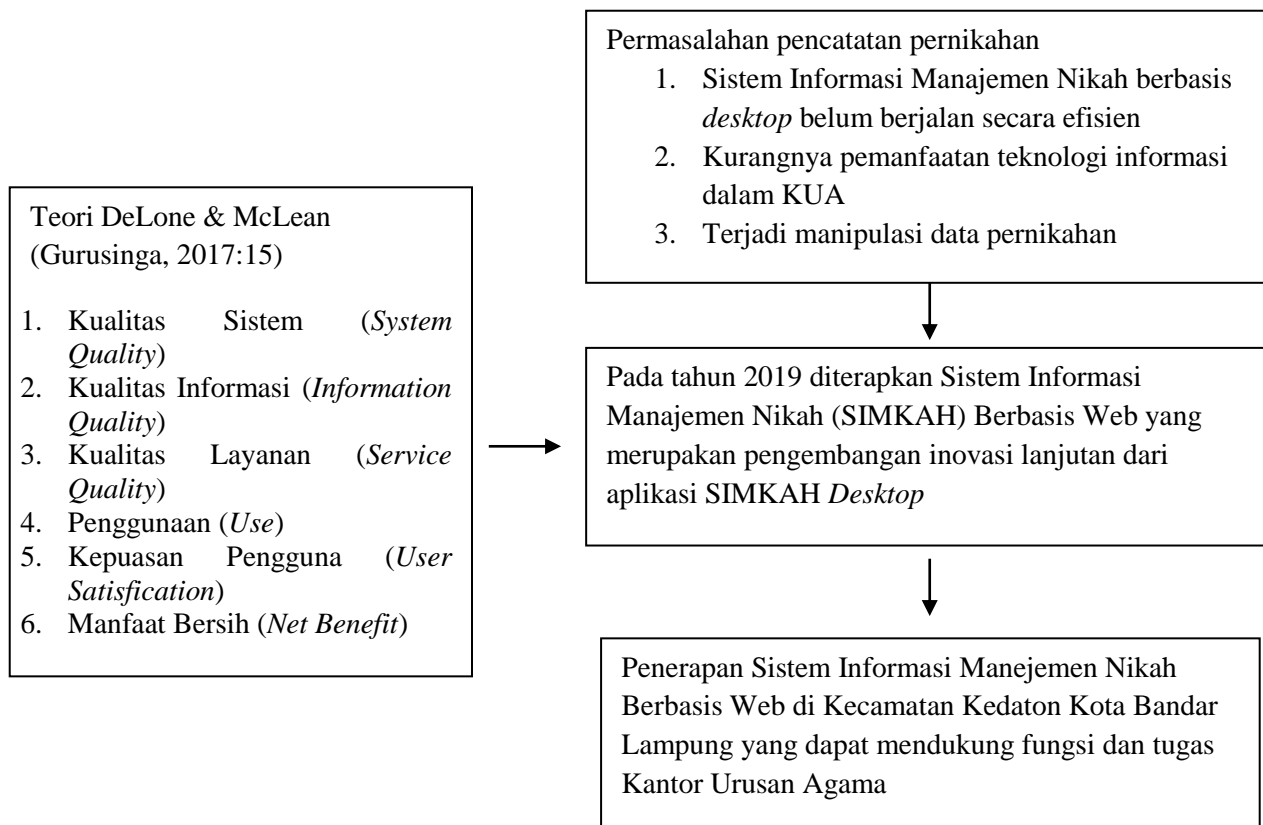 Permasalahan pencatatan pernikahan
1. Sistem Informasi Manajemen Nikah berbasis
desktop belum berjalan secara efisien
2. Kurangnya pemanfaatan teknologi informasi
dalam KUA
3. Terjadi manipulasi data pernikahan
Teori DeLone & McLean
(Gurusinga, 2017:15)
1. Kualitas Sistem (System
Quality)
2. Kualitas Informasi (Information
Quality)
3. Kualitas Layanan (Service
Quality)
4. Penggunaan (Use)
5. Kepuasan Pengguna (User
Satisfication)
6. Manfaat Bersih (Net Benefit)
Pada tahun 2019 diterapkan Sistem Informasi
Manajemen Nikah (SIMKAH) Berbasis Web yang
merupakan pengembangan inovasi lanjutan dari
aplikasi SIMKAH Desktop
Penerapan Sistem Informasi Manejemen Nikah
Berbasis Web di Kecamatan Kedaton Kota Bandar
Lampung yang dapat mendukung fungsi dan tugas
Kantor Urusan Agama